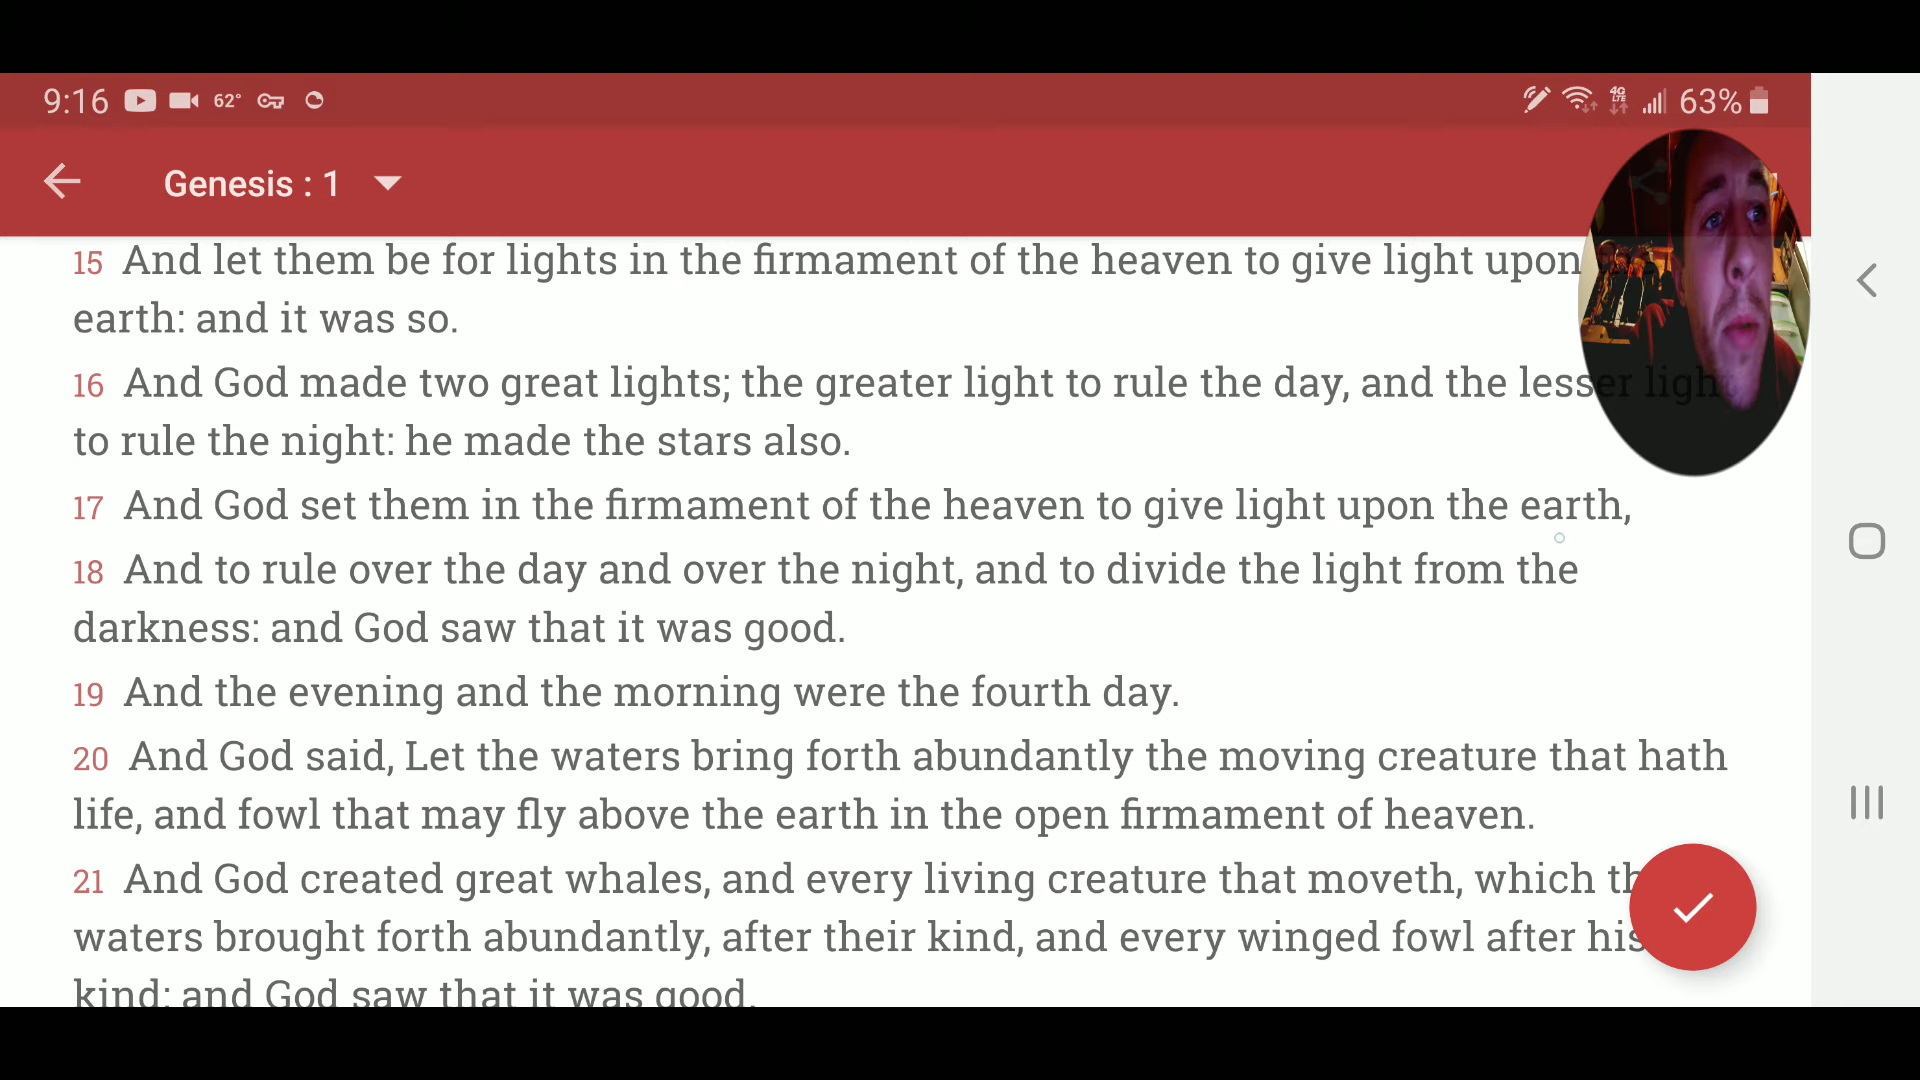 9:16 62° 4G LTE 63%
Genesis : 1
15 And let them be for lights in the firmament of the heaven to give light upon
earth: and it was so.
16 And God made two great lights; the greater light to rule the day, and the lesser light
to rule the night: he made the stars also.
17 And God set them in the firmament of the heaven to give light upon the earth,
18 And to rule over the day and over the night, and to divide the light from the
darkness: and God saw that it was good.
19 And the evening and the morning were the fourth day.
20 And God said, Let the waters bring forth abundantly the moving creature that hath
life, and fowl that may fly above the earth in the open firmament of heaven.
21 And God created great whales, and every living creature that moveth, which
waters brought forth abundantly, after their kind, and every winged fowl after his
kind: and God saw that it was good.